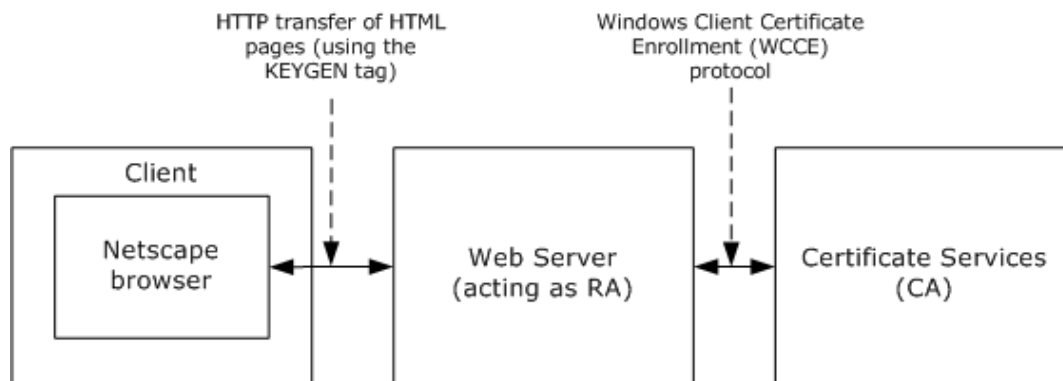 HTTP transfer of HTML
pages (using the
KEYGEN tag)
Windows Client Certificate
Enrollment (WCCE)
protocol
Client
Netscape
browser
Web Server
(acting as RA)
Certificate Services
(CA)